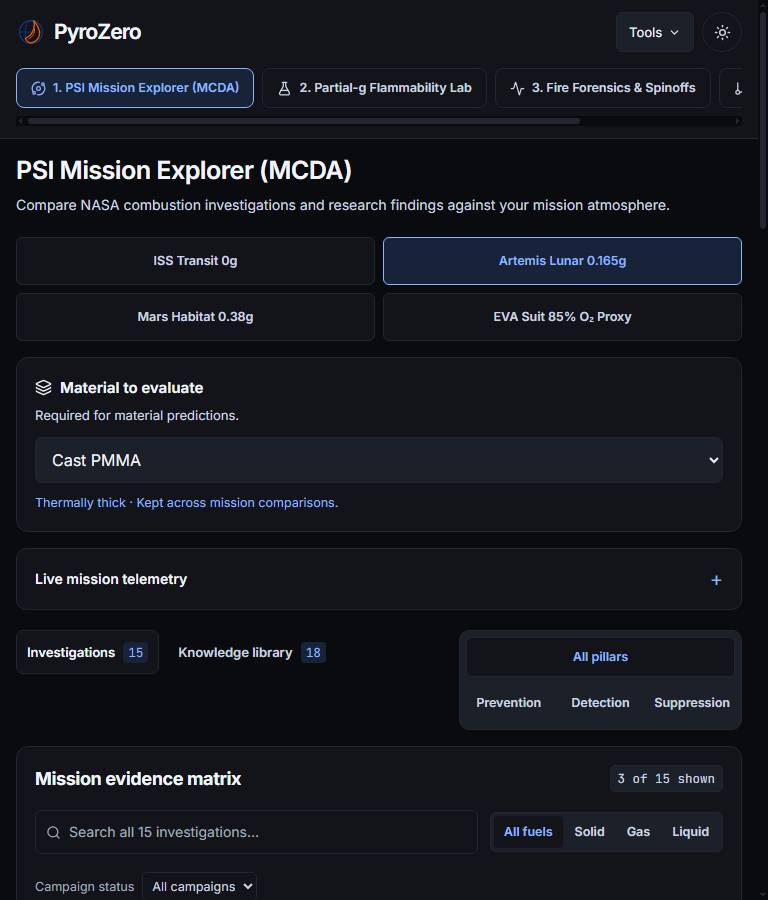 PyroZero
Tools
1. PSI Mission Explorer (MCDA)
2. Partial-g Flammability Lab
3. Fire Forensics & Spinoffs
PSI Mission Explorer (MCDA)
Compare NASA combustion investigations and research findings against your mission atmosphere.
ISS Transit 0g
Artemis Lunar 0.165g
Mars Habitat 0.38g
EVA Suit 85% O₂ Proxy
Material to evaluate
Required for material predictions.
Cast PMMA
Thermally thick · Kept across mission comparisons.
Live mission telemetry
+
Investigations 15
Knowledge library 18
All pillars
Prevention Detection Suppression
Mission evidence matrix
3 of 15 shown
Search all 15 investigations...
All fuels Solid Gas Liquid
Campaign status All campaigns